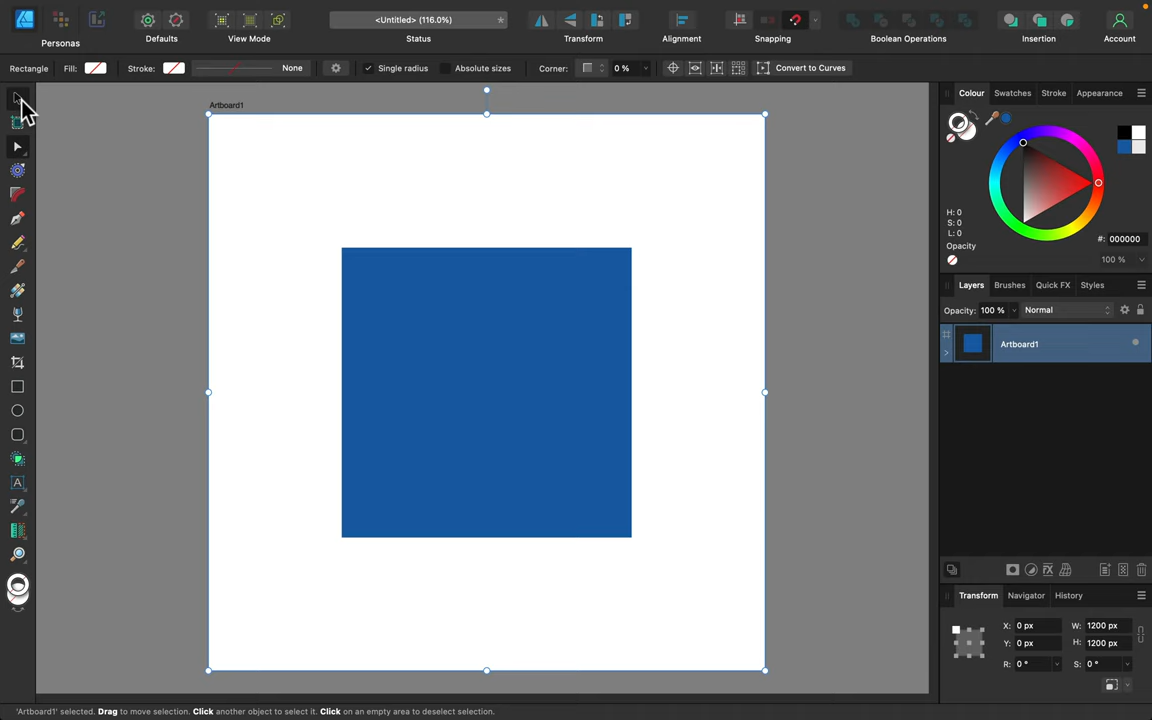 <Untitled> (116.0%)
*
Personas
Defaults
View Mode
Status
Transform
Alignment
Snapping
Boolean Operations
Insertion
Account
Rectangle
Fill:
Stroke:
None
Single radius
Absolute sizes
Corner:
0 %
Convert to Curves
Artboard1
Colour
Swatches
Stroke
Appearance
H: 0
S: 0
L: 0
#: 000000
Opacity
100 %
Layers
Brushes
Quick FX
Styles
Opacity: 100 %
Normal
Artboard1
A
Transform
Navigator
History
X: 0 px
W: 1200 px
Y: 0 px
H: 1200 px
R: 0 °
S: 0 °
'Artboard1' selected. Drag to move selection. Click another object to select it. Click on an empty area to deselect selection.